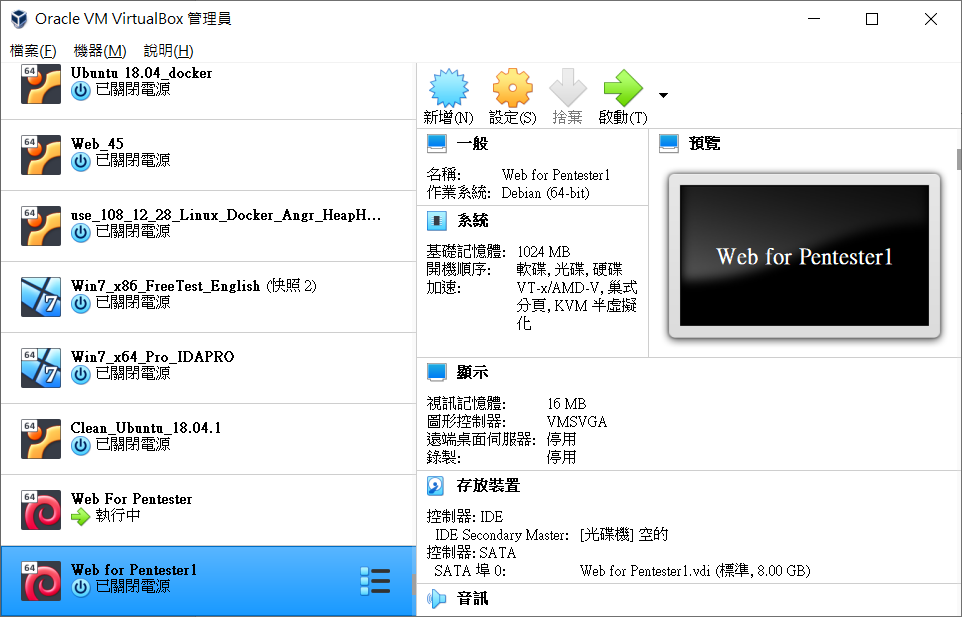 Oracle VM VirtualBox 管理員
檔案(F) 機器(M) 說明(H)
64
Ubuntu 18.04_docker
已關閉電源
64
Web_45
已關閉電源
64
use_108_12_28_Linux_Docker_Angr_HeapH...
已關閉電源
Win7_x86_FreeTest_English (快照 2)
7
已關閉電源
64
Win7_x64_Pro_IDAPRO
7
已關閉電源
64
Clean_Ubuntu_18.04.1
已關閉電源
64
Web For Pentester
執行中
64
Web for Pentester1
已關閉電源
新增(N) 設定(S) 捨棄 啟動(T)
一般
名稱: Web for Pentester1
作業系統: Debian (64-bit)
系統
基礎記憶體: 1024 MB
開機順序: 軟碟, 光碟, 硬碟
加速: VT-x/AMD-V, 巢式
分頁, KVM 半虛擬
化
預覽
Web for Pentester1
顯示
視訊記憶體: 16 MB
圖形控制器: VMSVGA
遠端桌面伺服器: 停用
錄製: 停用
存放裝置
控制器: IDE
IDE Secondary Master: [光碟機] 空的
控制器: SATA
SATA 埠 0: Web for Pentester1.vdi (標準, 8.00 GB)
音訊